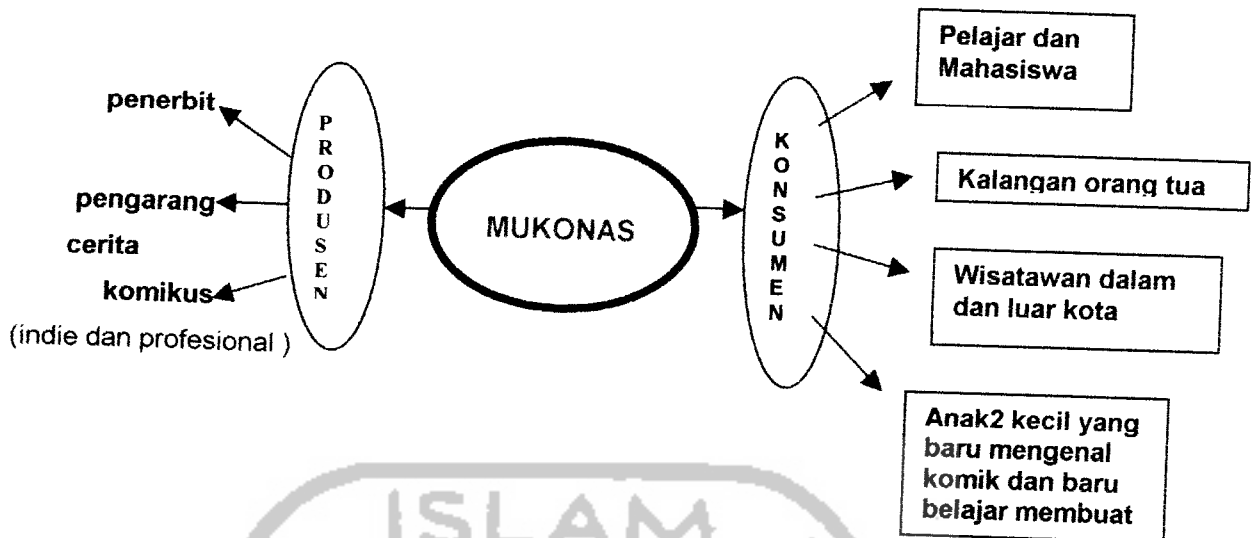 penerbit
pengarang
cerita
komikus
(indie dan profesional )
PRODUSEN
MUKONAS
KONSUMEN
Pelajar dan
Mahasiswa
Kalangan orang tua
Wisatawan dalam
dan luar kota
Anak2 kecil yang
baru mengenal
komik dan baru
belajar membuat
ISLAM